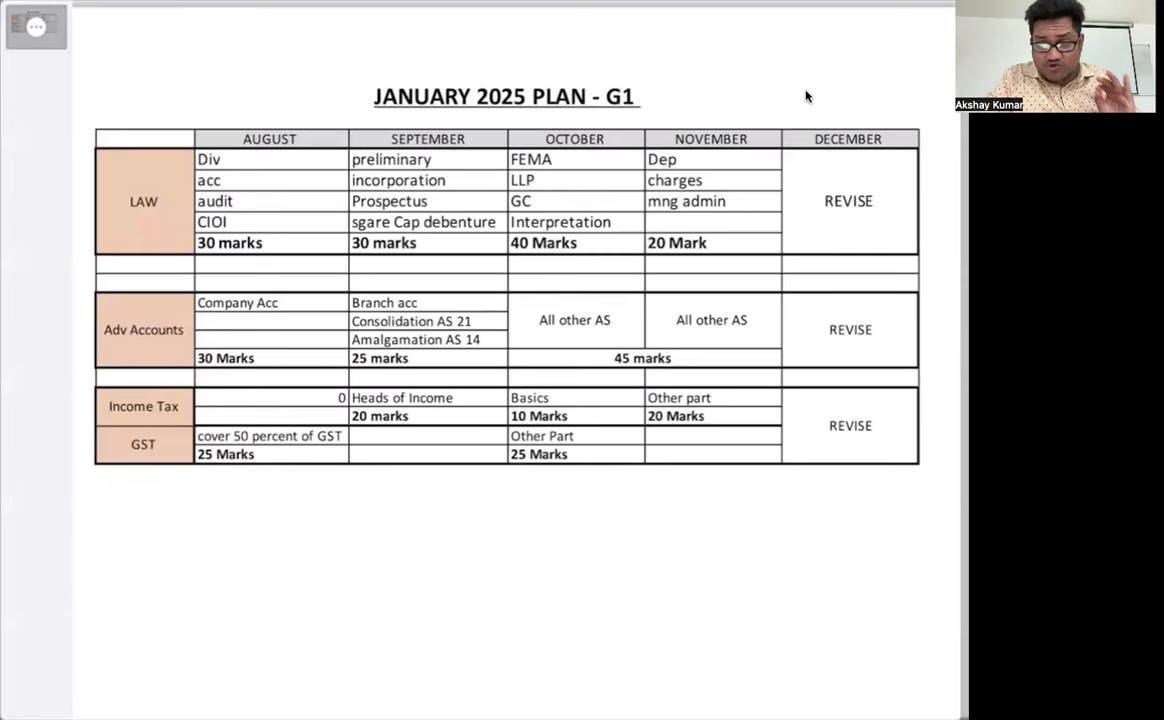 Akshay Kumar
JANUARY 2025 PLAN - G1
AUGUST SEPTEMBER OCTOBER NOVEMBER DECEMBER
LAW
Div preliminary FEMA Dep
acc incorporation LLP charges
audit Prospectus GC mng admin
CIOI sgare Cap debenture Interpretation
30 marks 30 marks 40 Marks 20 Mark
REVISE
Adv Accounts
Company Acc Branch acc
Consolidation AS 21
Amalgamation AS 14
All other AS All other AS
30 Marks 25 marks 45 marks
REVISE
Income Tax
0 Heads of Income Basics Other part
20 marks 10 Marks 20 Marks
GST
cover 50 percent of GST Other Part
25 Marks 25 Marks
REVISE